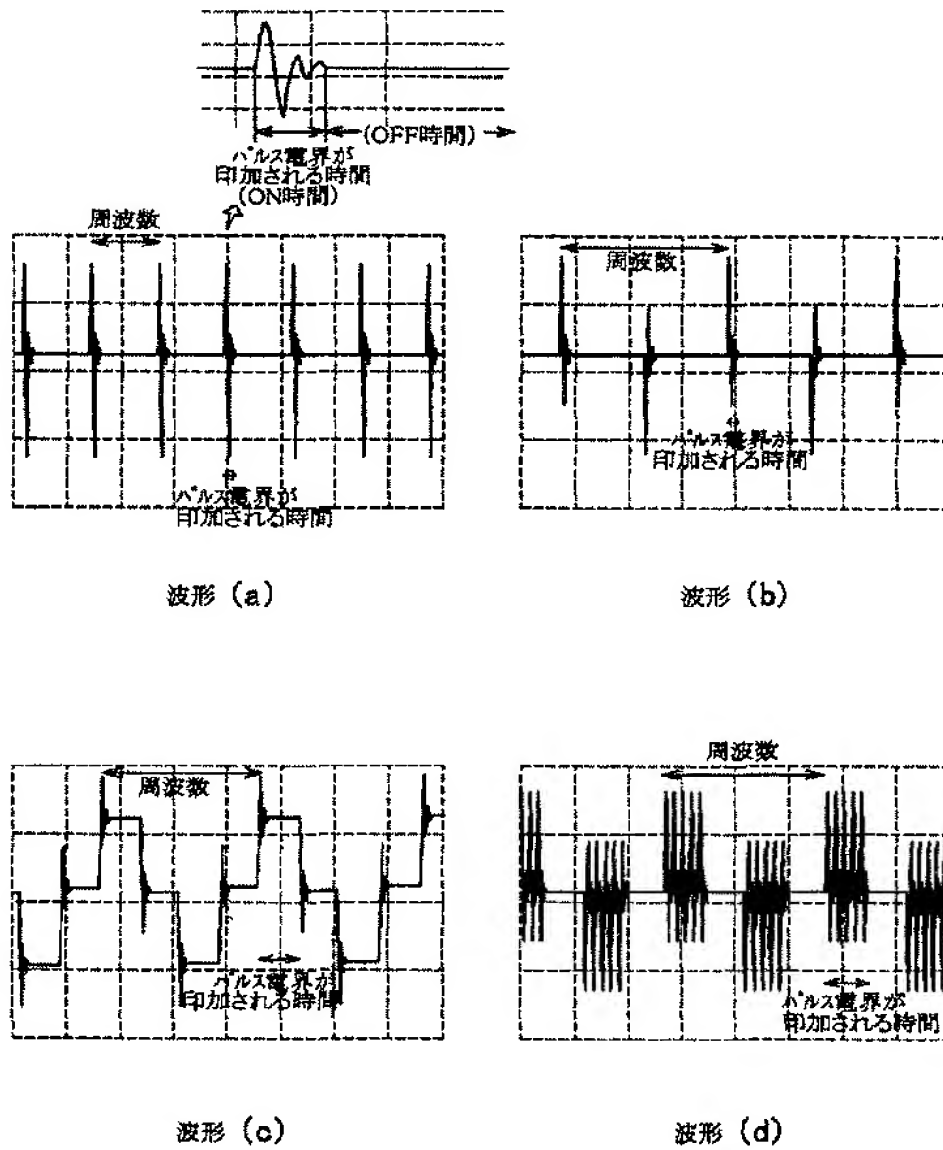 (OFF時間)
パルス電界が
印加される時間
(ON時間)
周波数
パルス電界が
印加される時間
波形 (a)
周波数
パルス電界が
印加される時間
波形 (b)
周波数
パルス電界が
印加される時間
波形 (c)
周波数
パルス電界が
印加される時間
波形 (d)